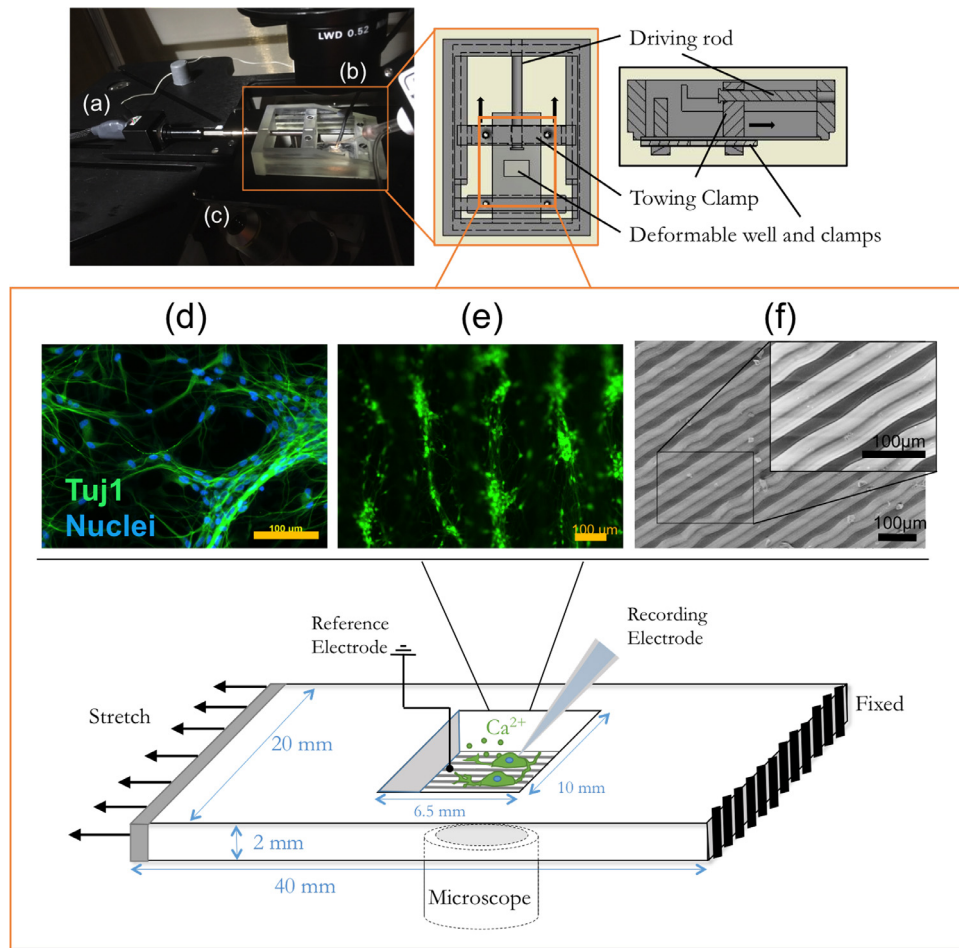 LWD 0.52
(a)
(b)
(c)
Driving rod
Towing Clamp
Deformable well and clamps
(d)
(e)
(f)
Tuj1
Nuclei
100 μm
100 μm
100μm
100μm
Reference
Electrode
Recording
Electrode
Stretch
Fixed
Ca²⁺
20 mm
10 mm
6.5 mm
2 mm
40 mm
Microscope